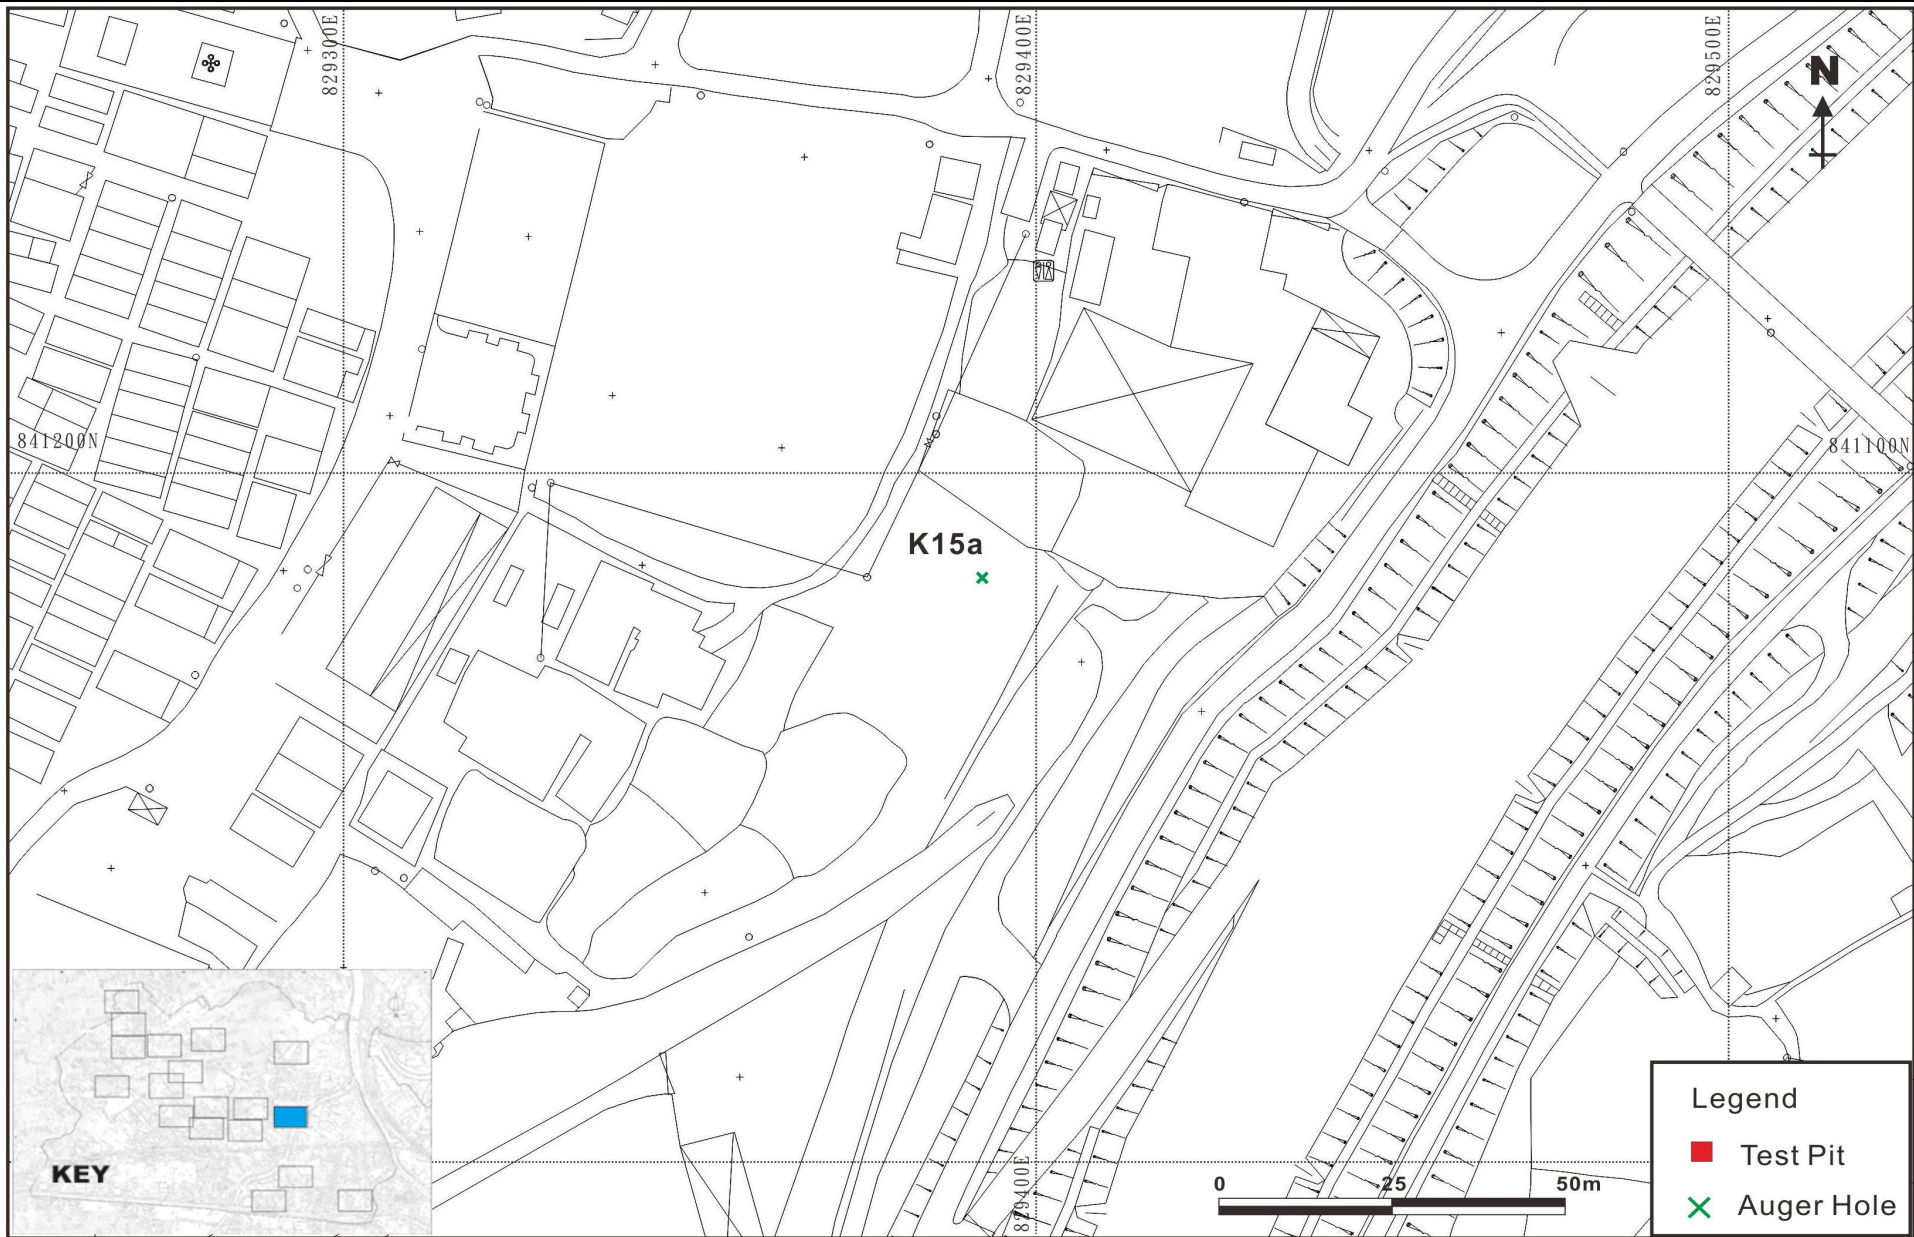 829300E
829400E
829500E
N
841200N
841100N
K15a
829400E
KEY
0 25 50m
Legend
Test Pit
Auger Hole